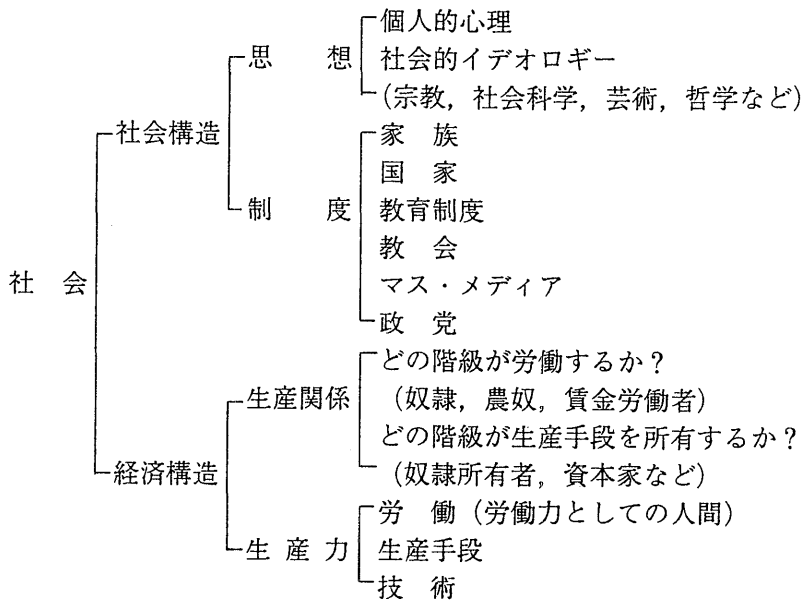 個人的心理
思想
社会的イデオロギー
(宗教,社会科学,芸術,哲学など)
社会構造
家族
国家
制度
教育制度
教会
社会
マス・メディア
政党
どの階級が労働するか?
生産関係
(奴隷,農奴,賃金労働者)
どの階級が生産手段を所有するか?
経済構造
(奴隷所有者,資本家など)
労働(労働力としての人間)
生産力
生産手段
技術